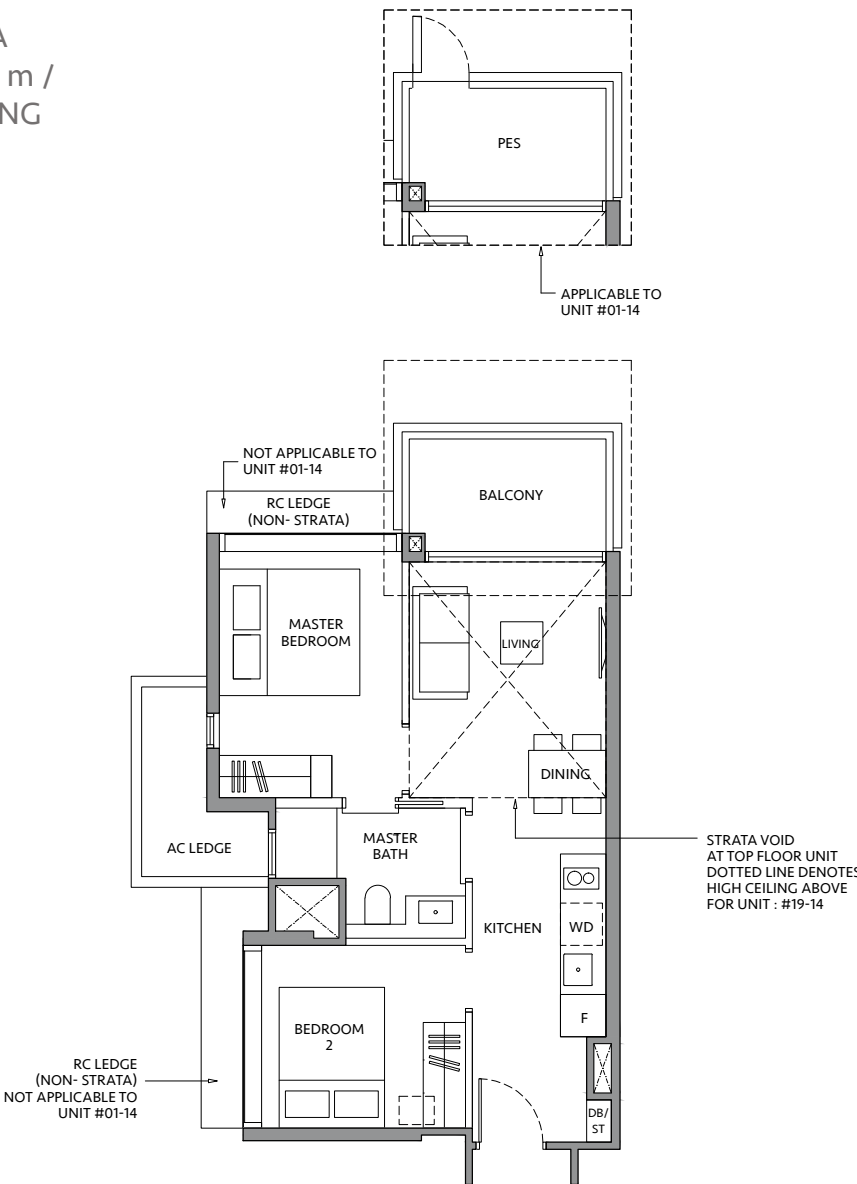 A
m /
NG
PES
APPLICABLE TO
UNIT #01-14
NOT APPLICABLE TO
UNIT #01-14
RC LEDGE
(NON- STRATA)
BALCONY
MASTER
BEDROOM
LIVING
DINING
AC LEDGE
MASTER
BATH
STRATA VOID
AT TOP FLOOR UNIT
DOTTED LINE DENOTES
HIGH CEILING ABOVE
FOR UNIT : #19-14
KITCHEN
WD
F
BEDROOM
2
RC LEDGE
(NON- STRATA)
NOT APPLICABLE TO
UNIT #01-14
DB/
ST